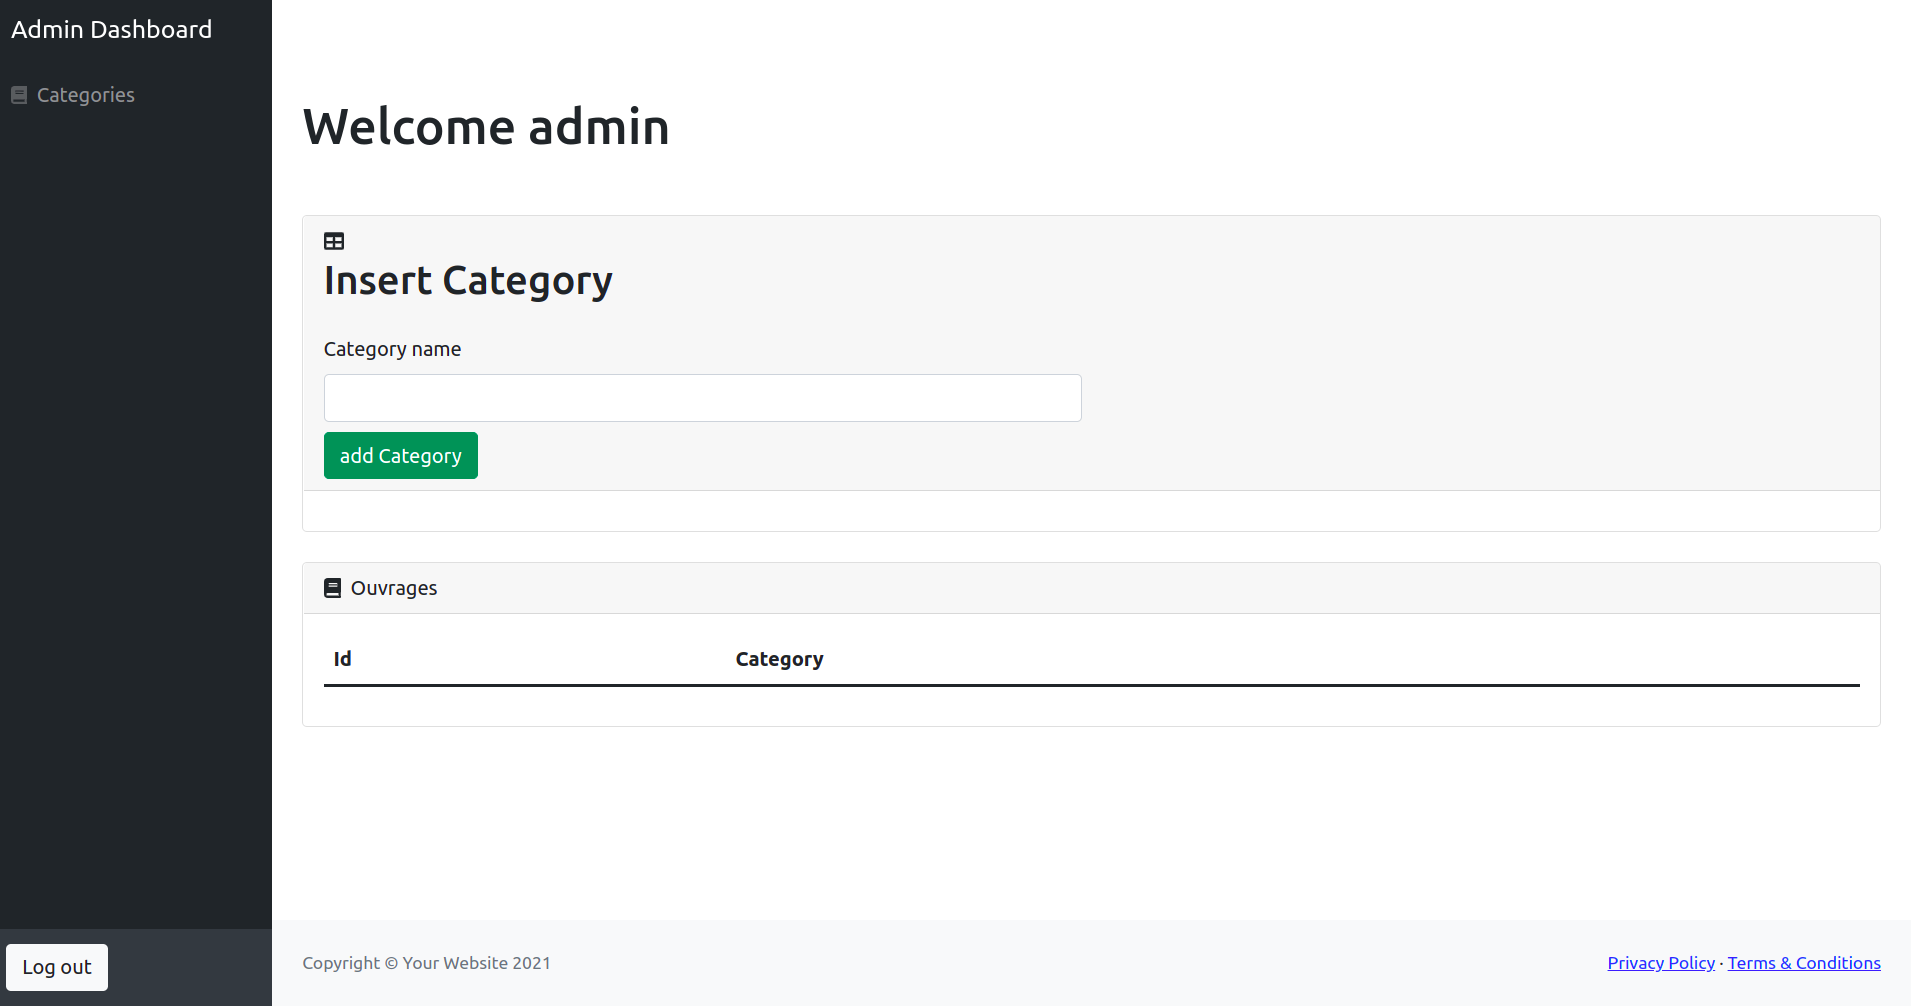 Admin Dashboard
Categories
Welcome admin
Insert Category
Category name
add Category
Ouvrages
Id Category
Log out
Copyright © Your Website 2021
Privacy Policy · Terms & Conditions